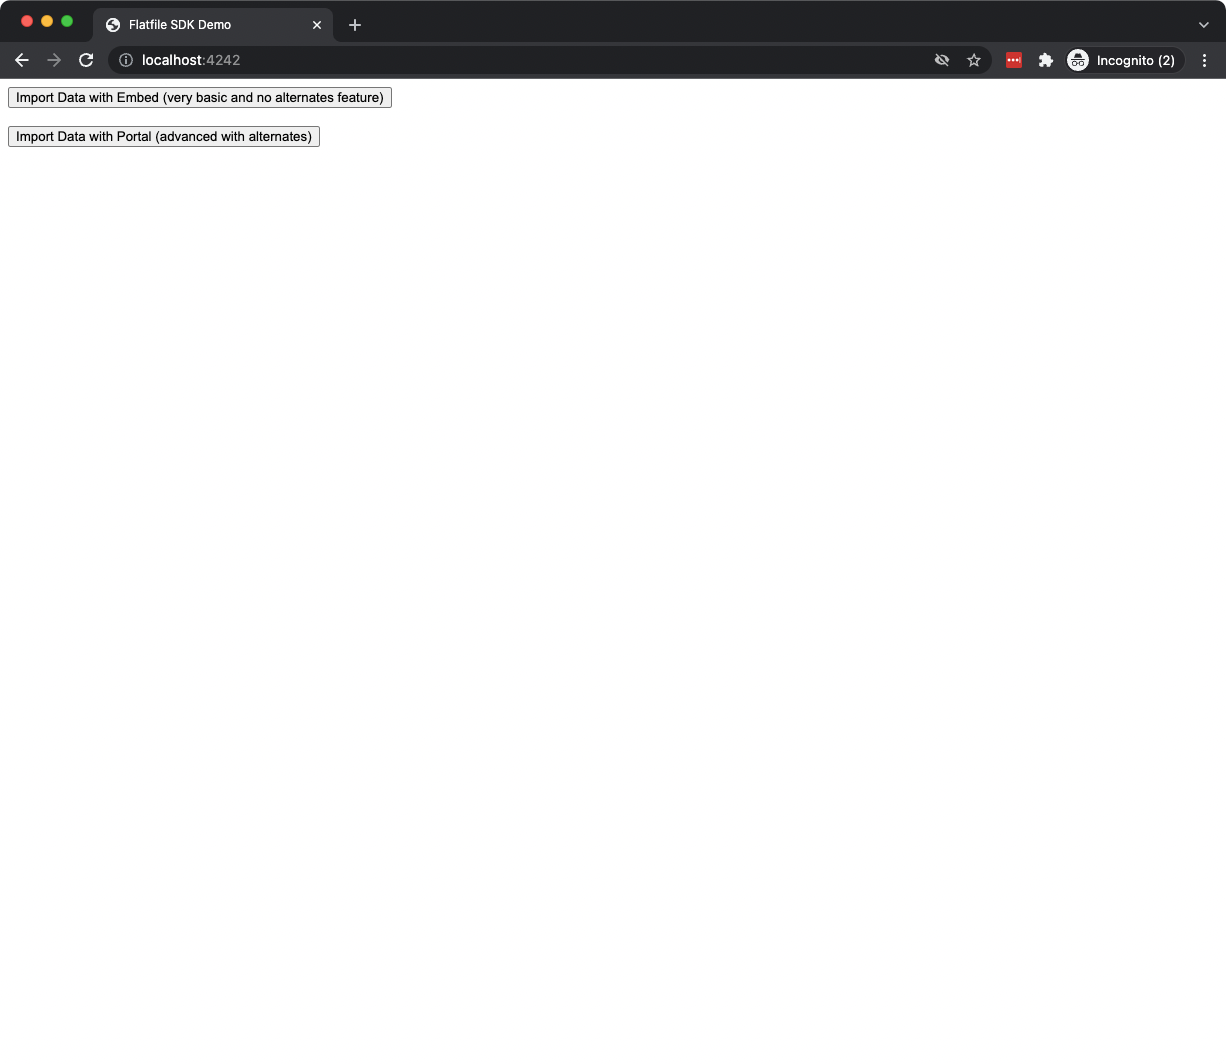 Flatfile SDK Demo
localhost:4242
Incognito (2)
Import Data with Embed (very basic and no alternates feature)
Import Data with Portal (advanced with alternates)